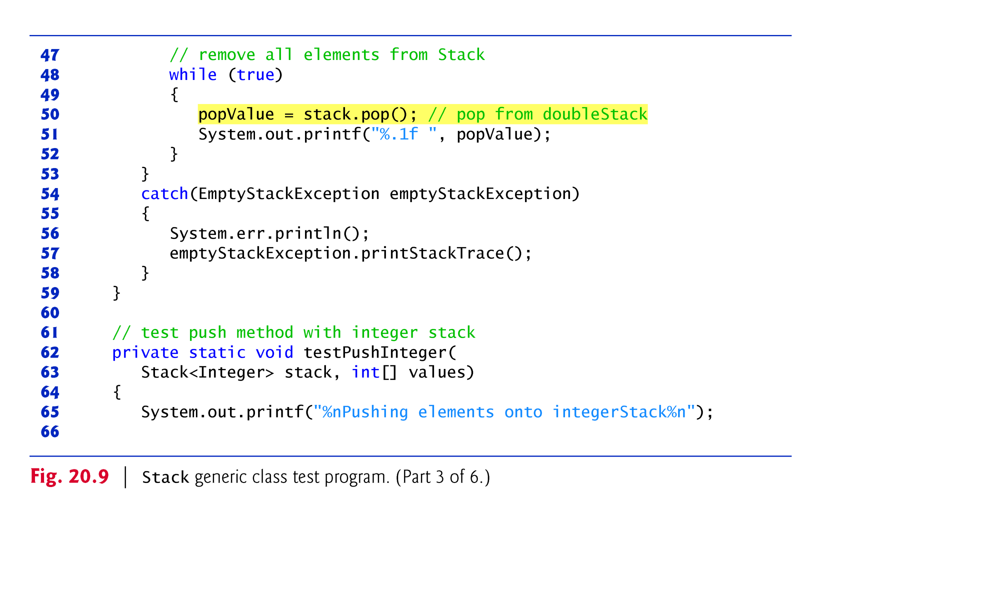 47 // remove all elements from Stack
48 while (true)
49 {
50 popValue = stack.pop(); // pop from doubleStack
51 System.out.printf("%.1f ", popValue);
52 }
53 }
54 catch(EmptyStackException emptyStackException)
55 {
56 System.err.println();
57 emptyStackException.printStackTrace();
58 }
59 }
60
61 // test push method with integer stack
62 private static void testPushInteger(
63 Stack<Integer> stack, int[] values)
64 {
65 System.out.printf("%nPushing elements onto integerStack%n");
66
Fig. 20.9 | Stack generic class test program. (Part 3 of 6.)